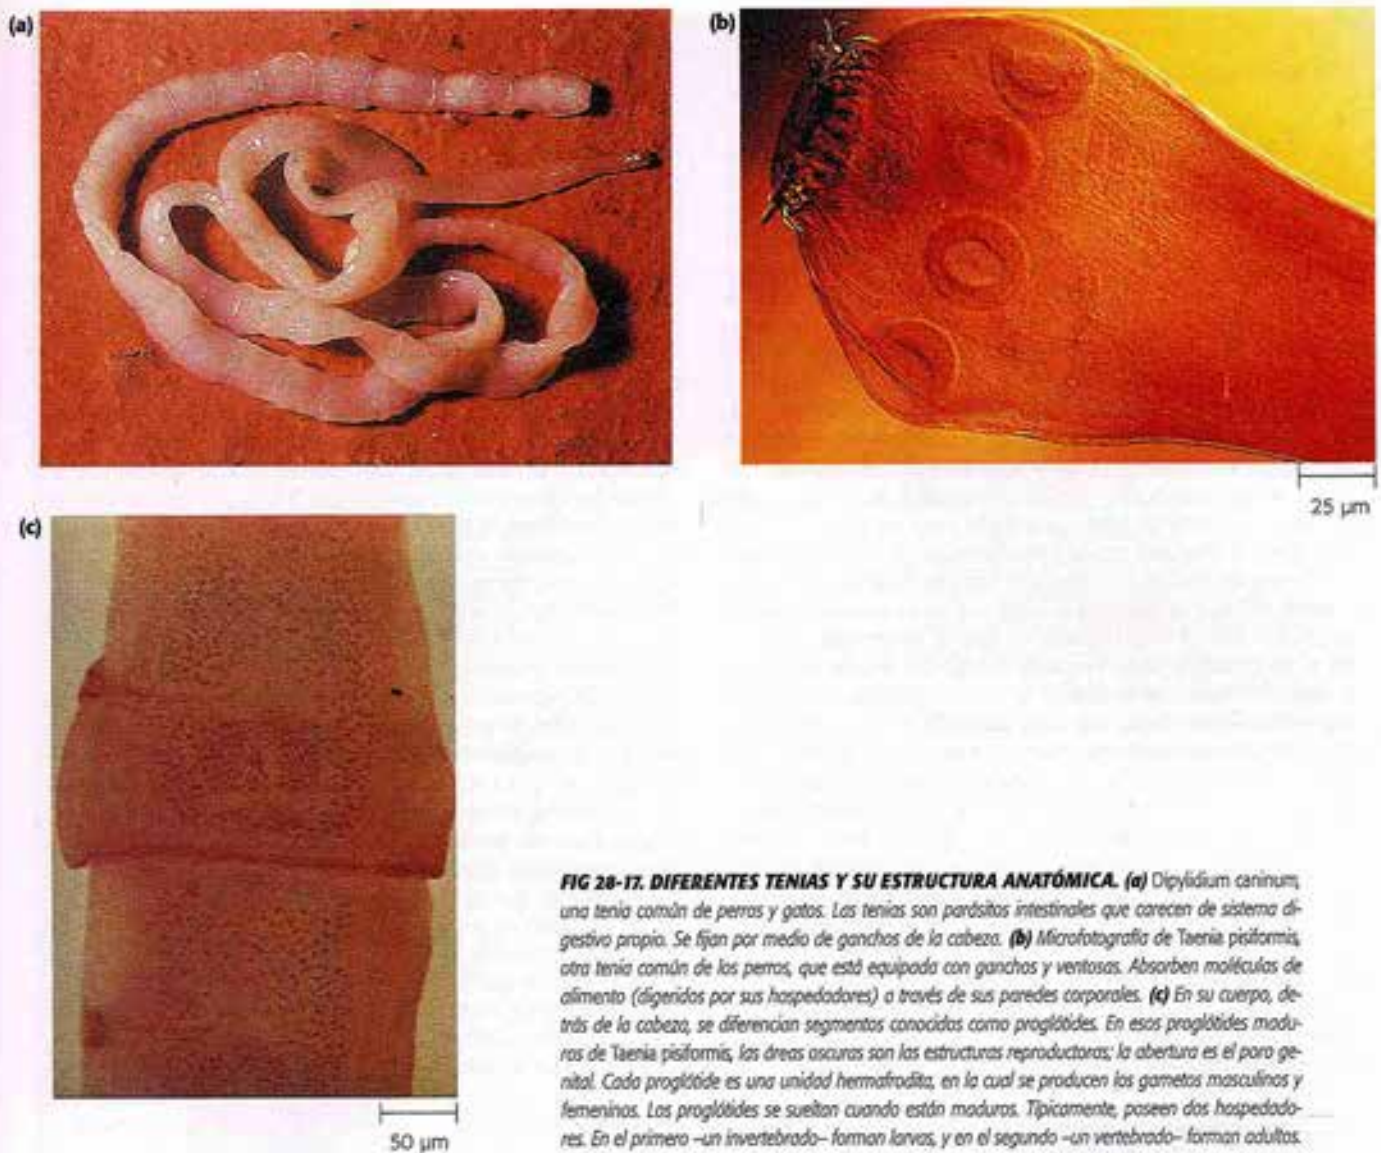 (a)
(b)
25 µm
(c)
50 µm
FIG 28-17. DIFERENTES TENIAS Y SU ESTRUCTURA ANATÓMICA. (a) Dipylidium caninum,
una tenia común de perros y gatos. Las tenias son parásitos intestinales que carecen de sistema di-
gestivo propio. Se fijan por medio de ganchos de la cabeza. (b) Microfotografía de Taenia pisiformis,
otra tenia común de los perros, que está equipada con ganchos y ventosas. Absorben moléculas de
alimento (digeridos por sus hospedadores) a través de sus paredes corporales. (c) En su cuerpo, de-
trás de la cabeza, se diferencian segmentos conocidos como proglótides. En esos proglótides madu-
ros de Taenia pisiformis, las áreas oscuras son las estructuras reproductoras; la abertura es el poro ge-
nital. Cada proglótide es una unidad hermafrodita, en la cual se producen los gametos masculinos y
femeninos. Los proglótides se sueltan cuando están maduros. Típicamente, poseen dos hospedado-
res. En el primero –un invertebrado– forman larvas, y en el segundo –un vertebrado– forman adultos.